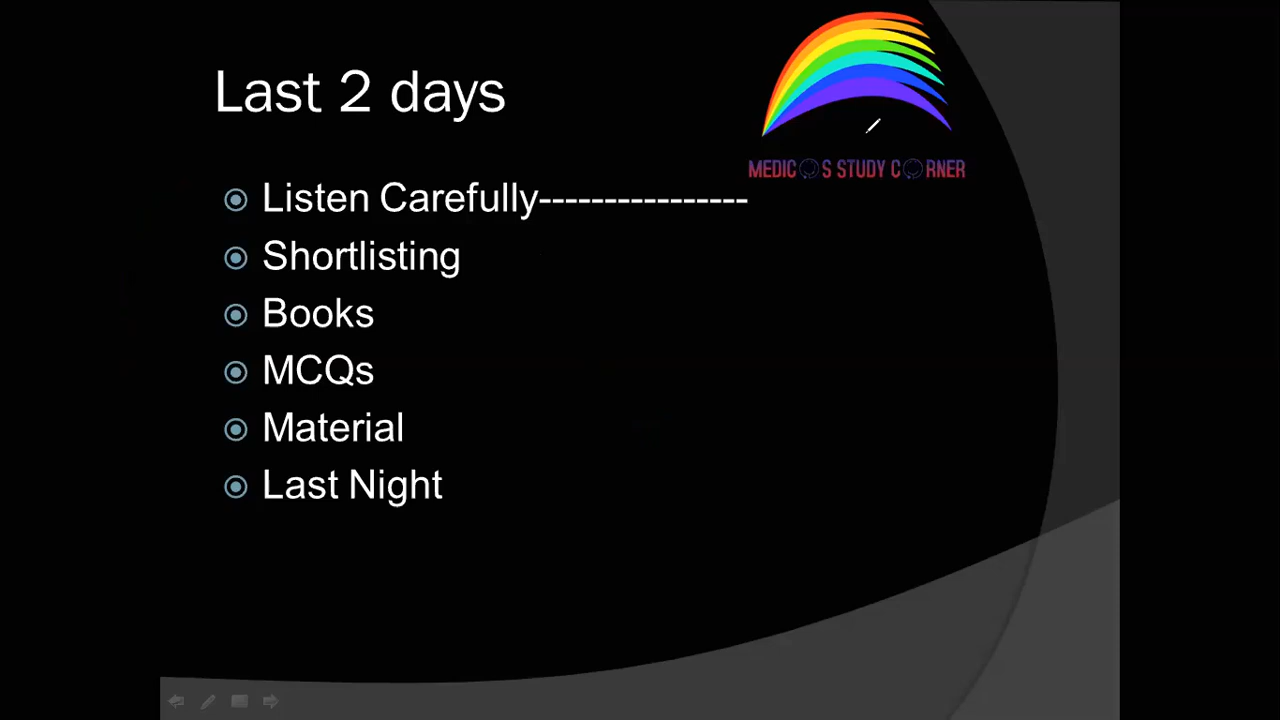 Last 2 days
MEDICOS STUDY CORNER
Listen Carefully----------------
Shortlisting
Books
MCQs
Material
Last Night